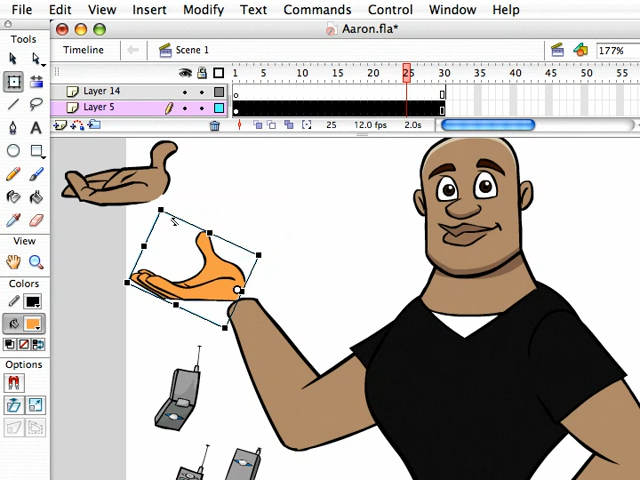 File Edit View Insert Modify Text Commands Control Window Help
Aaron.fla*
Tools
Timeline Scene 1 177%
1 5 10 15 20 25 30 35 40 45 50 55
Layer 14
Layer 5
25 12.0 fps 2.0s
A
View
Colors
Options